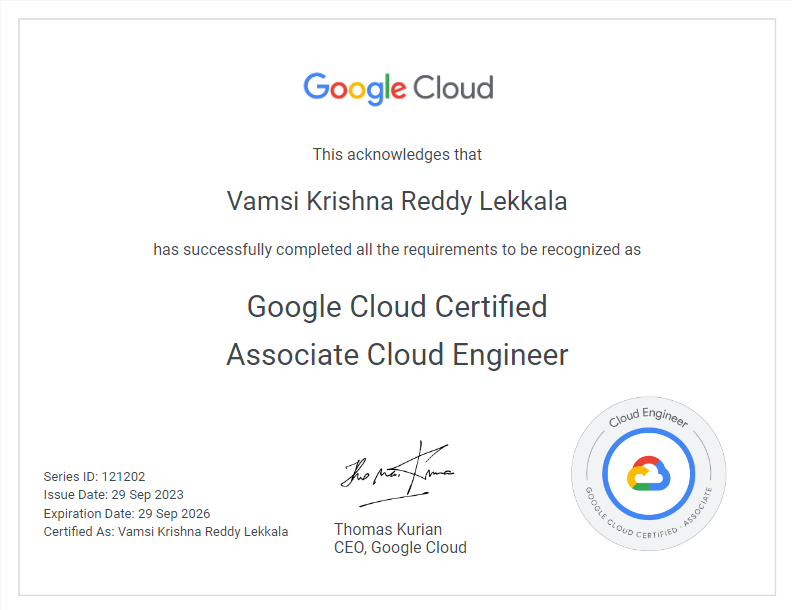 Google Cloud
This acknowledges that
Vamsi Krishna Reddy Lekkala
has successfully completed all the requirements to be recognized as
Google Cloud Certified
Associate Cloud Engineer
Series ID: 121202
Issue Date: 29 Sep 2023
Expiration Date: 29 Sep 2026
Certified As: Vamsi Krishna Reddy Lekkala
Thomas Kurian
CEO, Google Cloud
Cloud Engineer
GOOGLE CLOUD CERTIFIED · ASSOCIATE